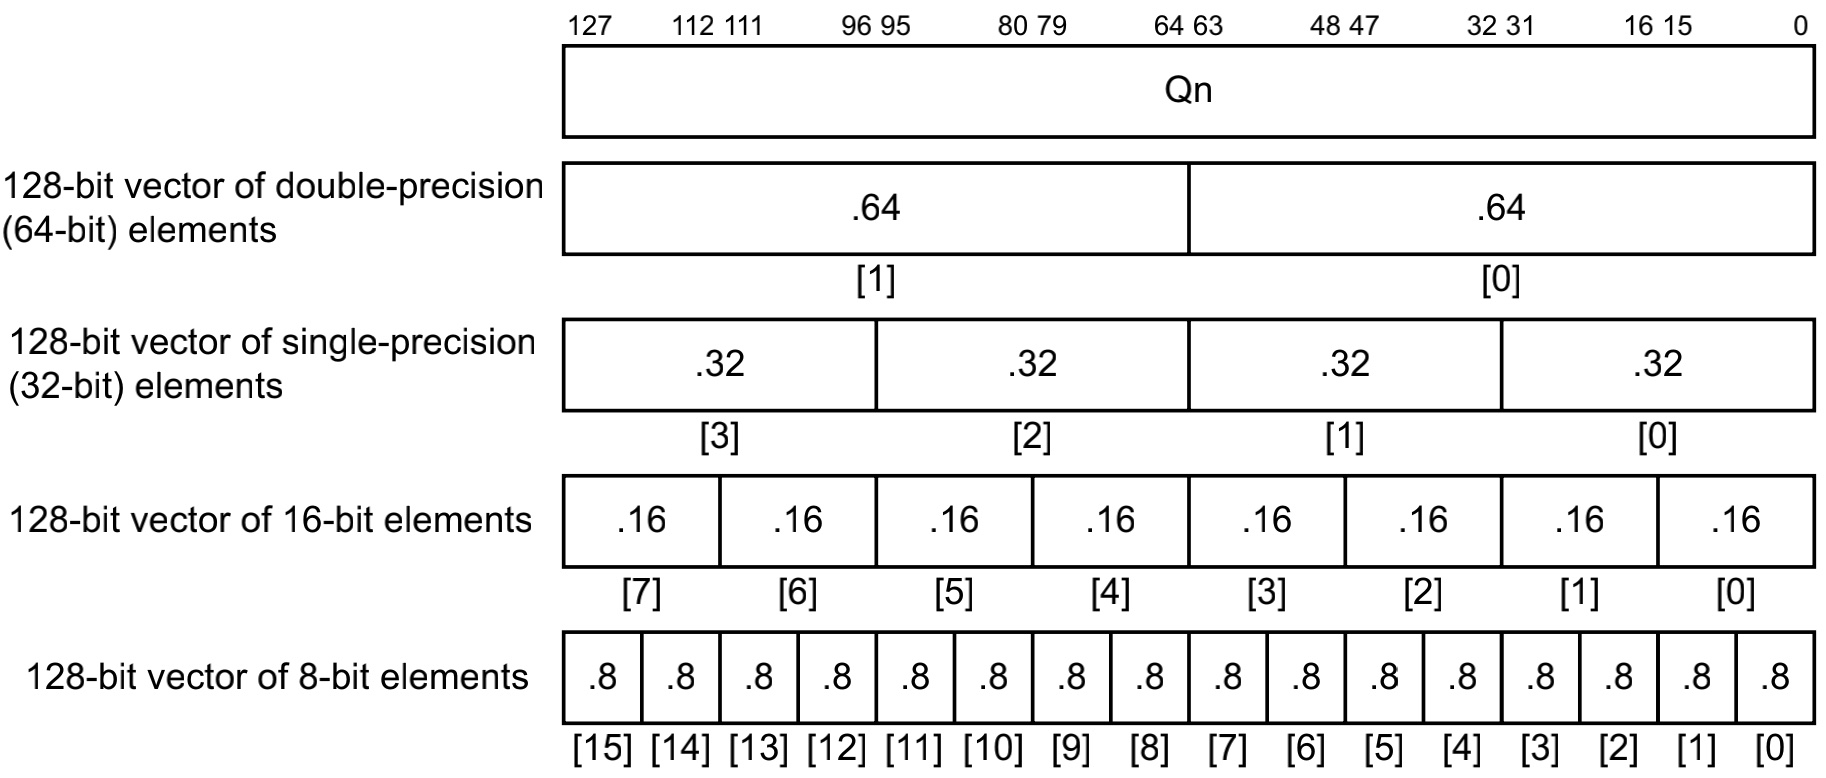 127 112 111 96 95 80 79 64 63 48 47 32 31 16 15 0
Qn
128-bit vector of double-precision
(64-bit) elements
.64 .64
[1] [0]
128-bit vector of single-precision
(32-bit) elements
.32 .32 .32 .32
[3] [2] [1] [0]
128-bit vector of 16-bit elements
.16 .16 .16 .16 .16 .16 .16 .16
[7] [6] [5] [4] [3] [2] [1] [0]
128-bit vector of 8-bit elements
.8 .8 .8 .8 .8 .8 .8 .8 .8 .8 .8 .8 .8 .8 .8 .8
[15] [14] [13] [12] [11] [10] [9] [8] [7] [6] [5] [4] [3] [2] [1] [0]